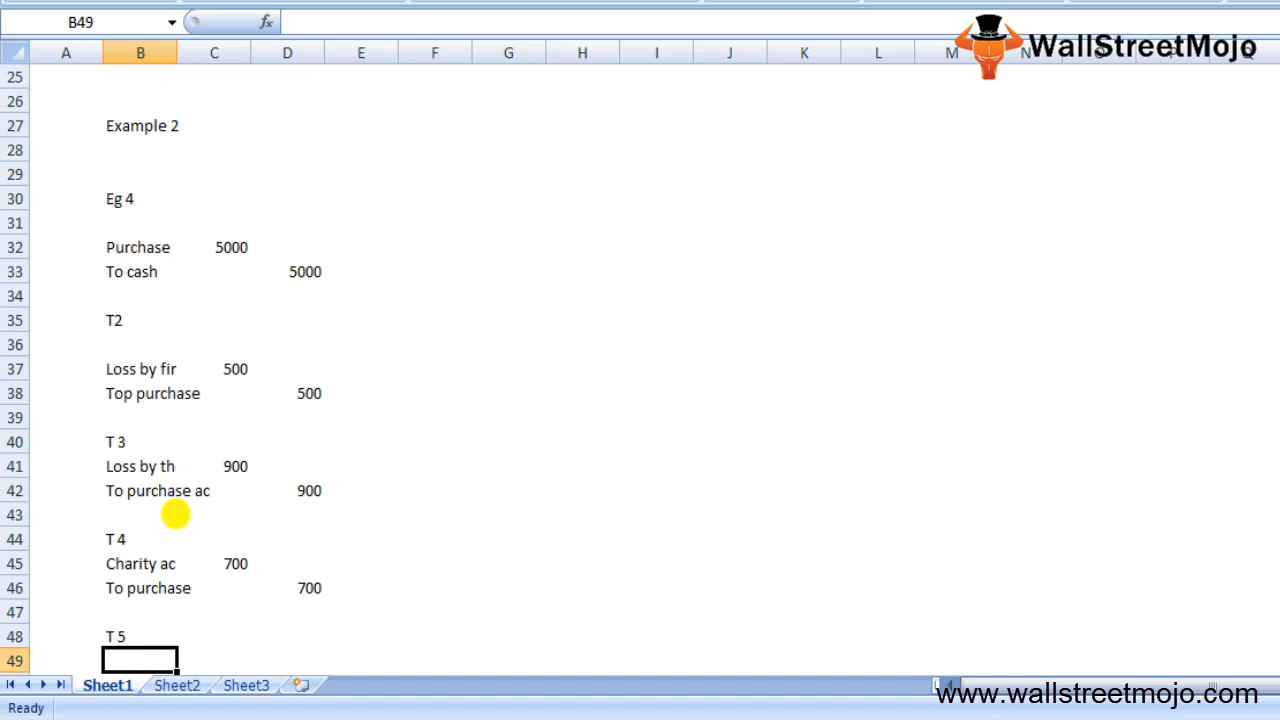 B49
fx
WallStreetMojo
A B C D E F G H I J K L M N O P Q
25
26
27 Example 2
28
29
30 Eg 4
31
32 Purchase 5000
33 To cash 5000
34
35 T2
36
37 Loss by fir 500
38 Top purchase 500
39
40 T 3
41 Loss by th 900
42 To purchase ac 900
43
44 T 4
45 Charity ac 700
46 To purchase 700
47
48 T 5
49
Sheet1 Sheet2 Sheet3
www.wallstreetmojo.com
Ready